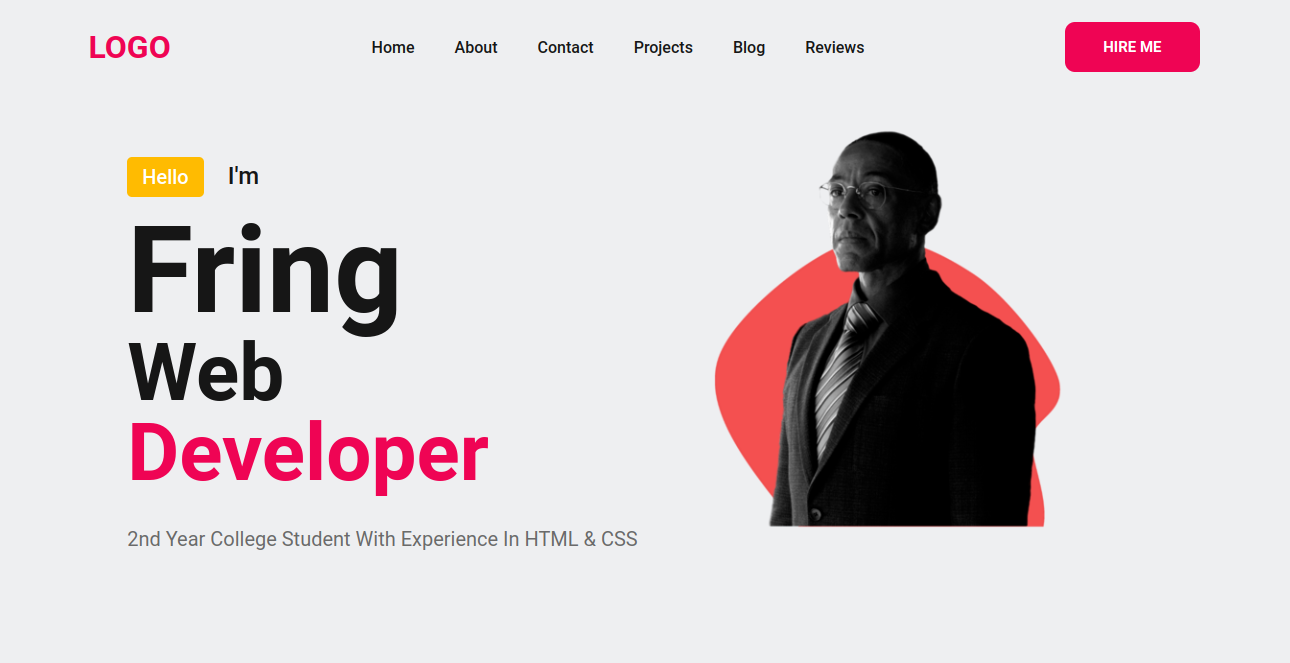 LOGO
Home About Contact Projects Blog Reviews
HIRE ME
Hello I'm
Fring
Web
Developer
2nd Year College Student With Experience In HTML & CSS